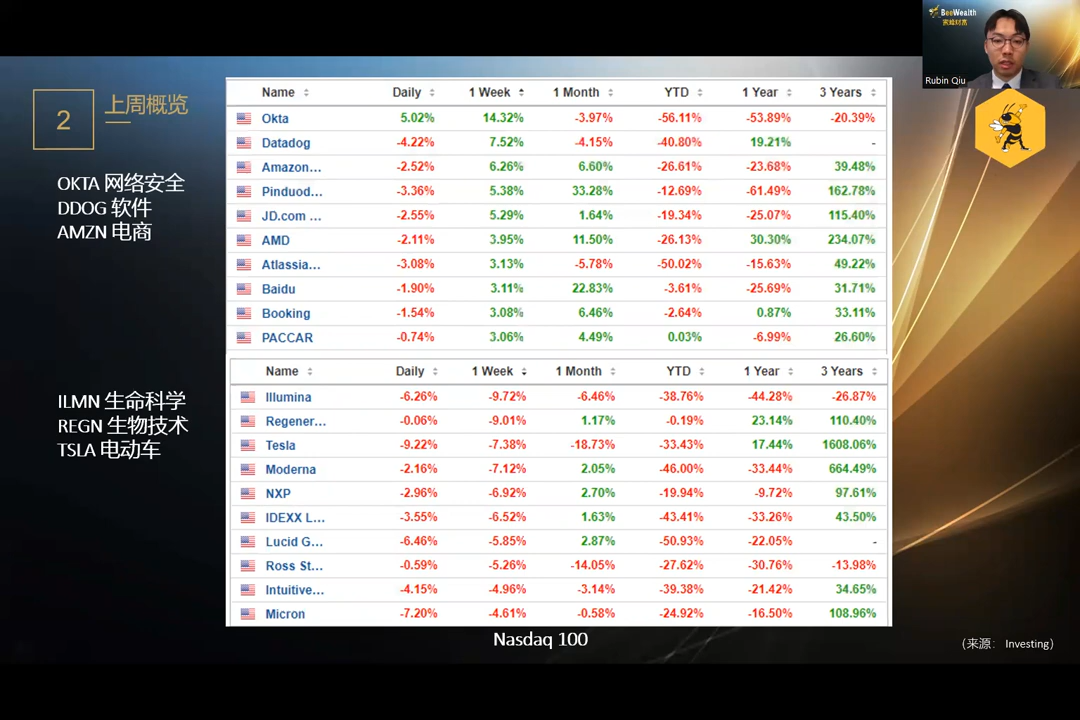 BeeWealth
蜜蜂财富
Rubin Qiu
2
上周概览
OKTA 网络安全
DDOG 软件
AMZN 电商
Name Daily 1 Week 1 Month YTD 1 Year 3 Years
Okta 5.02% 14.32% -3.97% -56.11% -53.89% -20.39%
Datadog -4.22% 7.52% -4.15% -40.80% 19.21% -
Amazon... -2.52% 6.26% 6.60% -26.61% -23.68% 39.48%
Pinduod... -3.36% 5.38% 33.28% -12.69% -61.49% 162.78%
JD.com ... -2.55% 5.29% 1.64% -19.34% -25.07% 115.40%
AMD -2.11% 3.95% 11.50% -26.13% 30.30% 234.07%
Atlassia... -3.08% 3.13% -5.78% -50.02% -15.63% 49.22%
Baidu -1.90% 3.11% 22.83% -3.61% -25.69% 31.71%
Booking -1.54% 3.08% 6.46% -2.64% 0.87% 33.11%
PACCAR -0.74% 3.06% 4.49% 0.03% -6.99% 26.60%
ILMN 生命科学
REGN 生物技术
TSLA 电动车
Name Daily 1 Week 1 Month YTD 1 Year 3 Years
Illumina -6.26% -9.72% -6.46% -38.76% -44.28% -26.87%
Regener... -0.06% -9.01% 1.17% -0.19% 23.14% 110.40%
Tesla -9.22% -7.38% -18.73% -33.43% 17.44% 1608.06%
Moderna -2.16% -7.12% 2.05% -46.00% -33.44% 664.49%
NXP -2.96% -6.92% 2.70% -19.94% -9.72% 97.61%
IDEXX L... -3.55% -6.52% 1.63% -43.41% -33.26% 43.50%
Lucid G... -6.46% -5.85% 2.87% -50.93% -22.05% -
Ross St... -0.59% -5.26% -14.05% -27.62% -30.76% -13.98%
Intuitive... -4.15% -4.96% -3.14% -39.38% -21.42% 34.65%
Micron -7.20% -4.61% -0.58% -24.92% -16.50% 108.96%
Nasdaq 100
(来源： Investing)